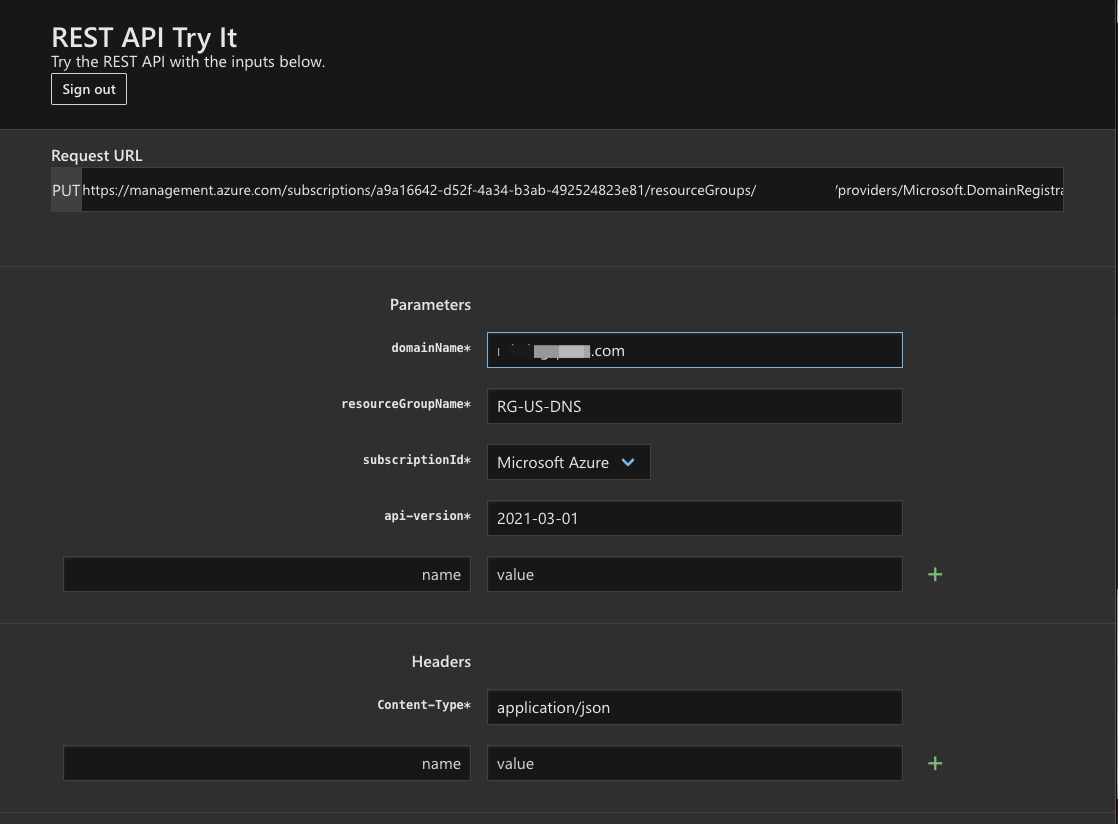 REST API Try It
Try the REST API with the inputs below.
Sign out
Request URL
PUT https://management.azure.com/subscriptions/a9a16642-d52f-4a34-b3ab-492524823e81/resourceGroups/ /providers/Microsoft.DomainRegistra
Parameters
domainName* .com
resourceGroupName* RG-US-DNS
subscriptionId* Microsoft Azure
api-version* 2021-03-01
name value +
Headers
Content-Type* application/json
name value +